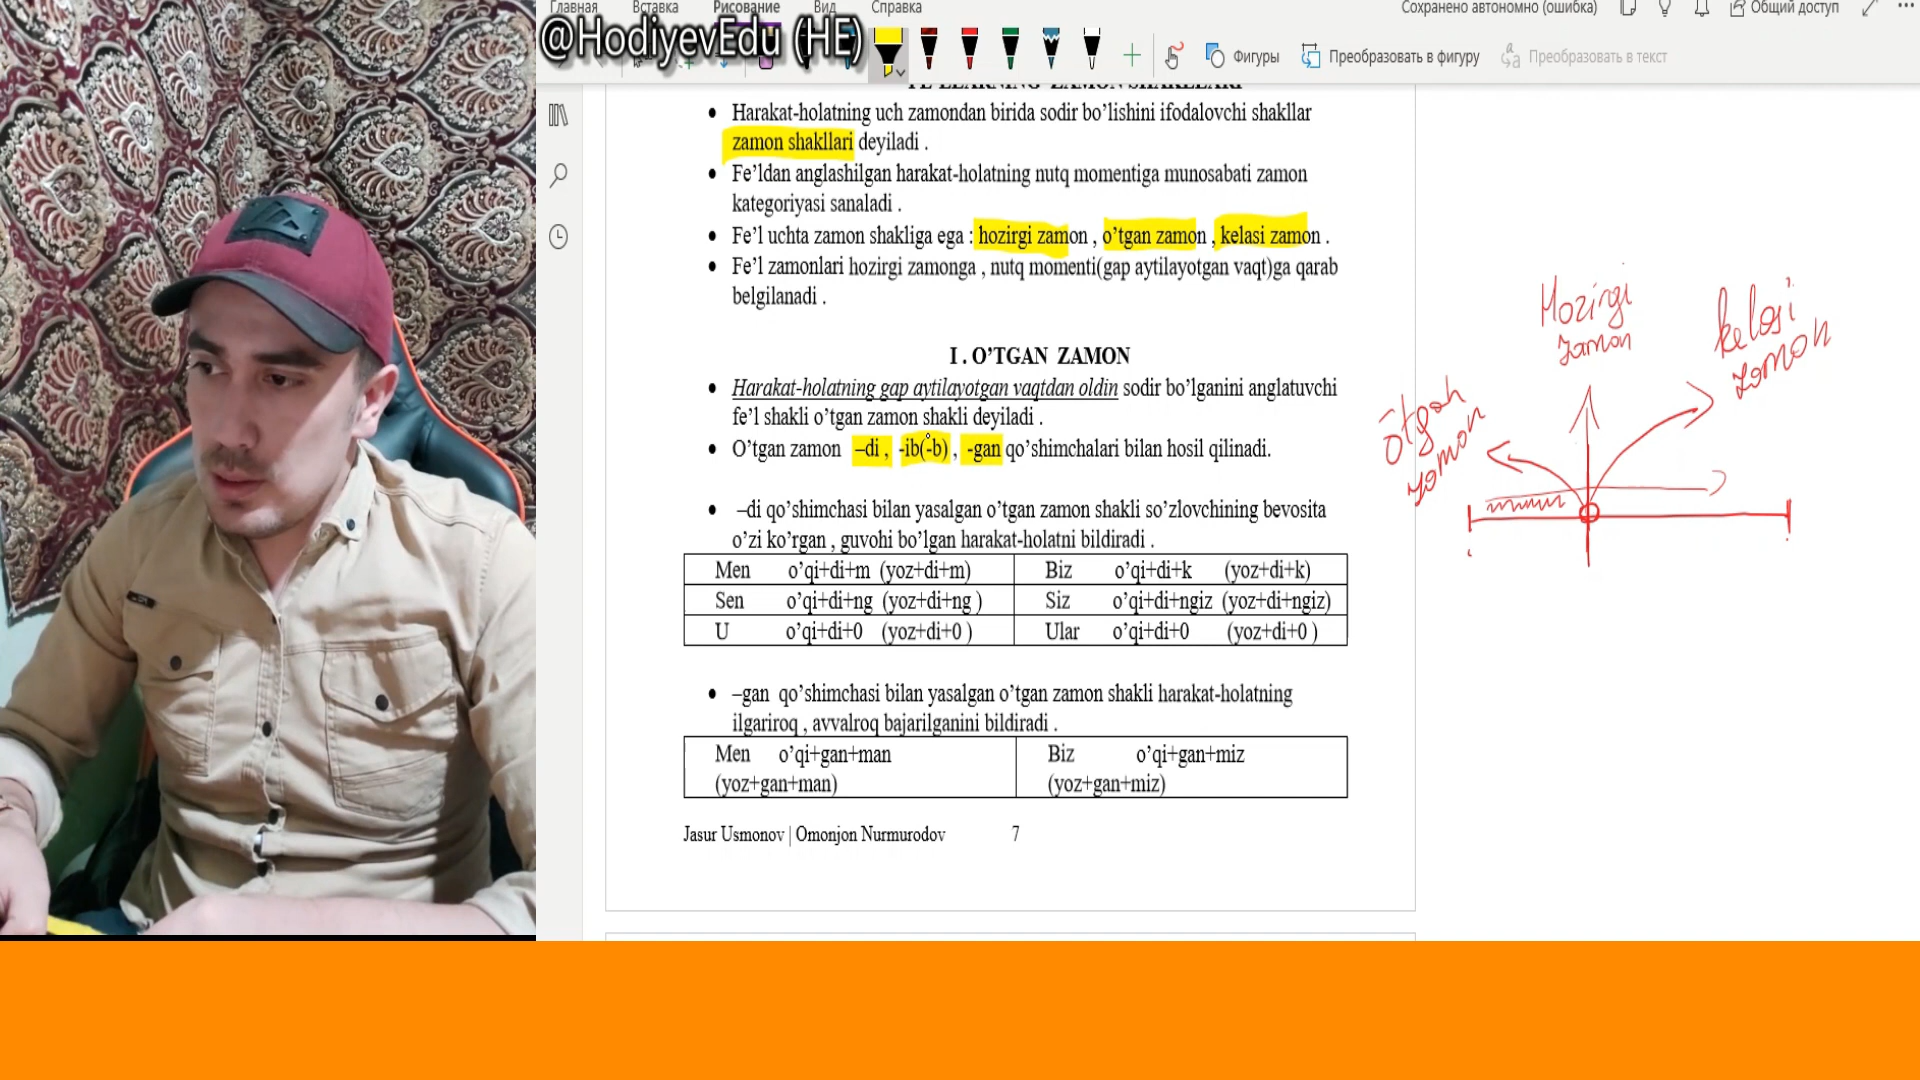 Главная Вставка Рисование Вид Справка Сохранено автономно (ошибка) Общий доступ
@HodiyevEdu (HE)
Фигуры Преобразовать в фигуру Преобразовать в текст
• Harakat-holatning uch zamondan birida sodir bo’lishini ifodalovchi shakllar
zamon shakllari deyiladi .
• Fe’ldan anglashilgan harakat-holatning nutq momentiga munosabati zamon
kategoriyasi sanaladi .
• Fe’l uchta zamon shakliga ega : hozirgi zamon , o’tgan zamon , kelasi zamon .
• Fe’l zamonlari hozirgi zamonga , nutq momenti(gap aytilayotgan vaqt)ga qarab
belgilanadi .
I . O’TGAN ZAMON
• Harakat-holatning gap aytilayotgan vaqtdan oldin sodir bo’lganini anglatuvchi
fe’l shakli o’tgan zamon shakli deyiladi .
• O’tgan zamon –di , -ib(-b) , -gan qo’shimchalari bilan hosil qilinadi.
• –di qo’shimchasi bilan yasalgan o’tgan zamon shakli so’zlovchining bevosita
o’zi ko’rgan , guvohi bo’lgan harakat-holatni bildiradi .
Men o’qi+di+m (yoz+di+m) Biz o’qi+di+k (yoz+di+k)
Sen o’qi+di+ng (yoz+di+ng ) Siz o’qi+di+ngiz (yoz+di+ngiz)
U o’qi+di+0 (yoz+di+0 ) Ular o’qi+di+0 (yoz+di+0 )
• –gan qo’shimchasi bilan yasalgan o’tgan zamon shakli harakat-holatning
ilgariroq , avvalroq bajarilganini bildiradi .
Men o’qi+gan+man Biz o’qi+gan+miz
(yoz+gan+man) (yoz+gan+miz)
Jasur Usmonov | Omonjon Nurmurodov 7
Hozirgi
zamon
kelasi
zamon
ōtgan
zamon